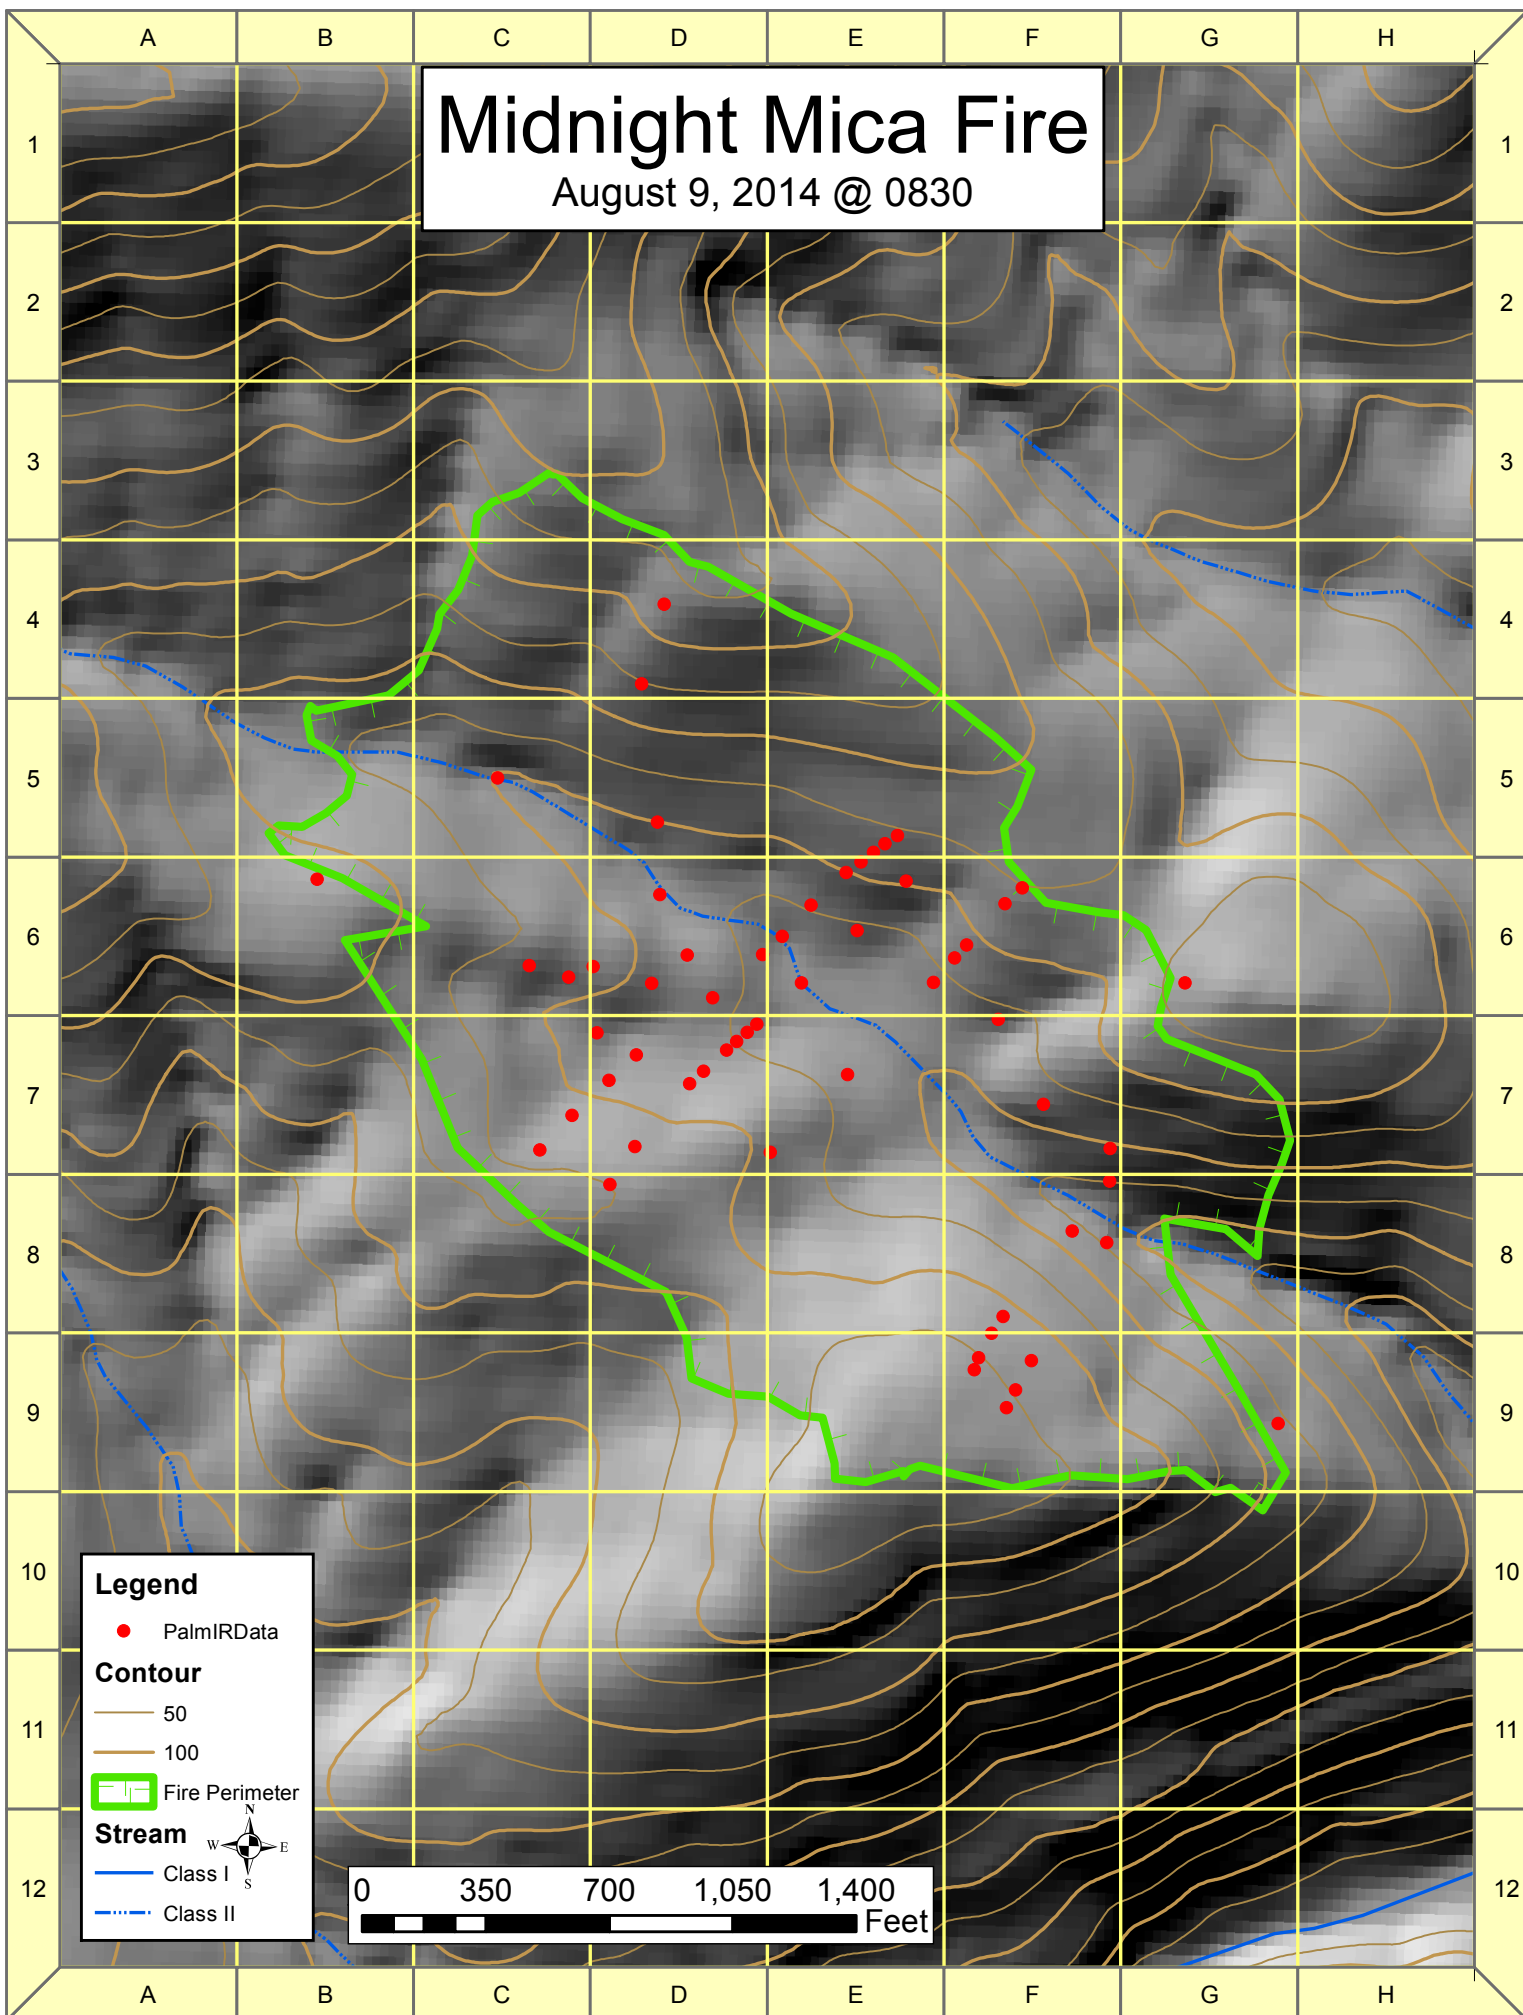 A B C D E F G H
Midnight Mica Fire
August 9, 2014 @ 0830
1 1
2 2
3 3
4 4
5 5
6 6
7 7
8 8
9 9
10 10
11 11
12 12
Legend
PalmIRData
Contour
50
100
Fire Perimeter
Stream
N
W E
S
Class I
Class II
0 350 700 1,050 1,400
Feet
A B C D E F G H